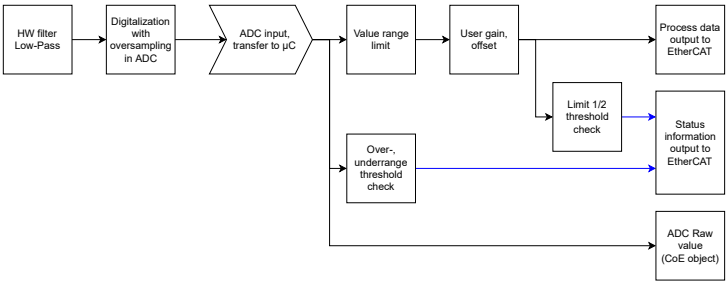 HW filter
Low-Pass
Digitalization
with
oversampling
in ADC
ADC input,
transfer to µC
Value range
limit
User gain,
offset
Process data
output to
EtherCAT
Limit 1/2
threshold
check
Status
information
output to
EtherCAT
Over-,
underrange
threshold
check
ADC Raw
value
(CoE object)